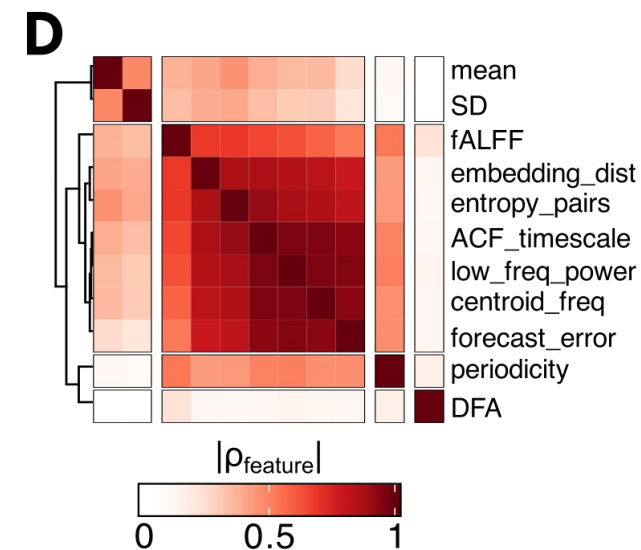 D
mean
SD
fALFF
embedding_dist
entropy_pairs
ACF_timescale
low_freq_power
centroid_freq
forecast_error
periodicity
DFA
|ρfeature|
0 0.5 1